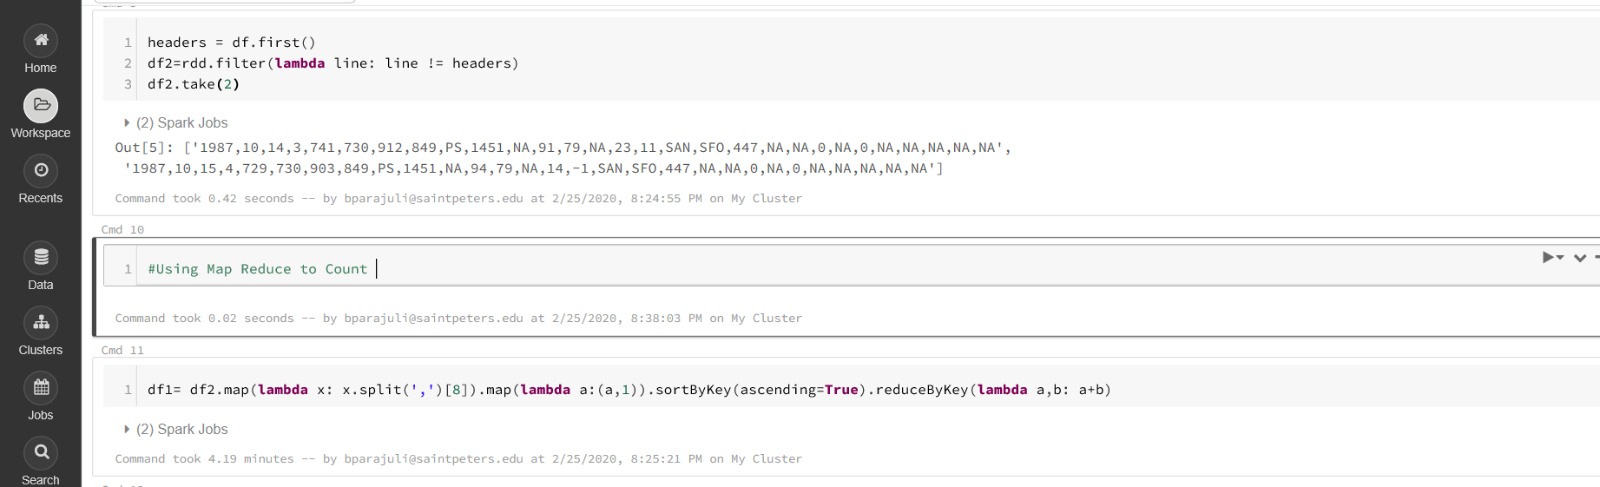 Home
Workspace
Recents
Data
Clusters
Jobs
Search
1 headers = df.first()
2 df2=rdd.filter(lambda line: line != headers)
3 df2.take(2)
(2) Spark Jobs
Out[5]: ['1987,10,14,3,741,730,912,849,PS,1451,NA,91,79,NA,23,11,SAN,SFO,447,NA,NA,0,NA,0,NA,NA,NA,NA,NA',
'1987,10,15,4,729,730,903,849,PS,1451,NA,94,79,NA,14,-1,SAN,SFO,447,NA,NA,0,NA,0,NA,NA,NA,NA,NA']
Command took 0.42 seconds -- by bparajuli@saintpeters.edu at 2/25/2020, 8:24:55 PM on My Cluster
Cmd 10
1 #Using Map Reduce to Count
Command took 0.02 seconds -- by bparajuli@saintpeters.edu at 2/25/2020, 8:38:03 PM on My Cluster
Cmd 11
1 df1= df2.map(lambda x: x.split(',')[8]).map(lambda a:(a,1)).sortByKey(ascending=True).reduceByKey(lambda a,b: a+b)
(2) Spark Jobs
Command took 4.19 minutes -- by bparajuli@saintpeters.edu at 2/25/2020, 8:25:21 PM on My Cluster